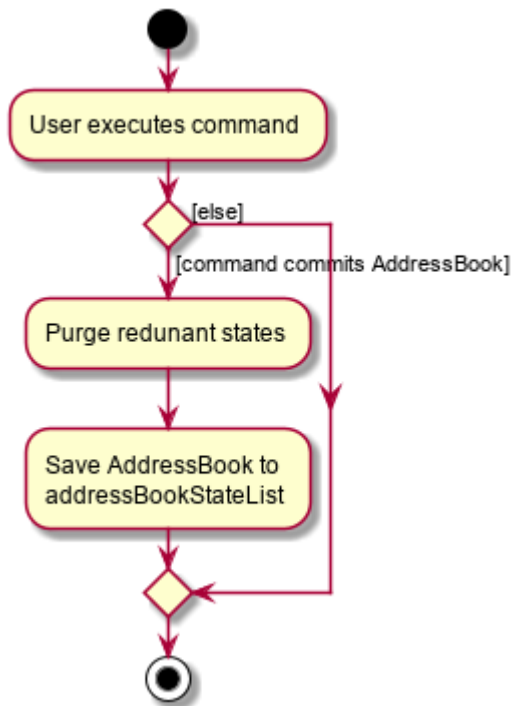 User executes command
[else]
[command commits AddressBook]
Purge redunant states
Save AddressBook to
addressBookStateList